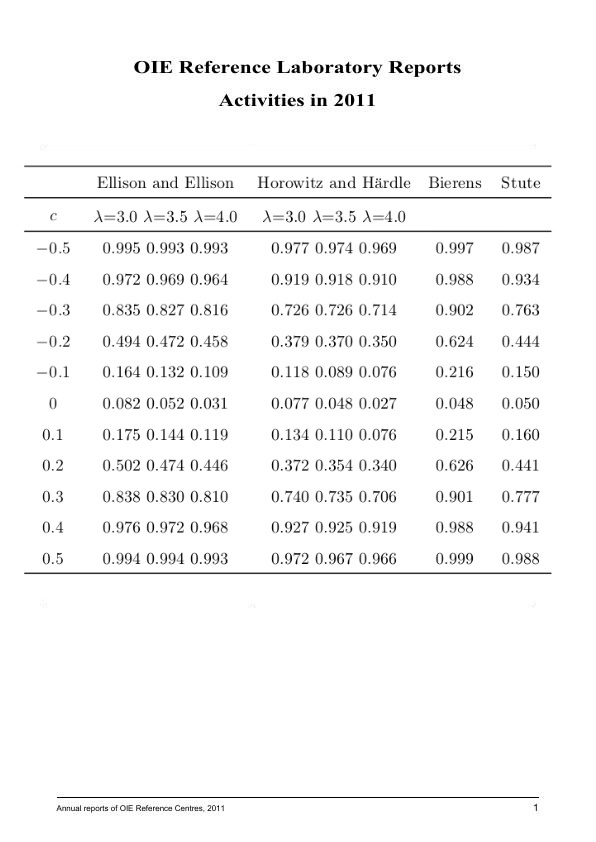 OIE Reference Laboratory Reports
Activities in 2011
Ellison and Ellison Horowitz and Härdle Bierens Stute
c λ=3.0 λ=3.5 λ=4.0 λ=3.0 λ=3.5 λ=4.0
−0.5 0.995 0.993 0.993 0.977 0.974 0.969 0.997 0.987
−0.4 0.972 0.969 0.964 0.919 0.918 0.910 0.988 0.934
−0.3 0.835 0.827 0.816 0.726 0.726 0.714 0.902 0.763
−0.2 0.494 0.472 0.458 0.379 0.370 0.350 0.624 0.444
−0.1 0.164 0.132 0.109 0.118 0.089 0.076 0.216 0.150
0 0.082 0.052 0.031 0.077 0.048 0.027 0.048 0.050
0.1 0.175 0.144 0.119 0.134 0.110 0.076 0.215 0.160
0.2 0.502 0.474 0.446 0.372 0.354 0.340 0.626 0.441
0.3 0.838 0.830 0.810 0.740 0.735 0.706 0.901 0.777
0.4 0.976 0.972 0.968 0.927 0.925 0.919 0.988 0.941
0.5 0.994 0.994 0.993 0.972 0.967 0.966 0.999 0.988
Annual reports of OIE Reference Centres, 2011 1